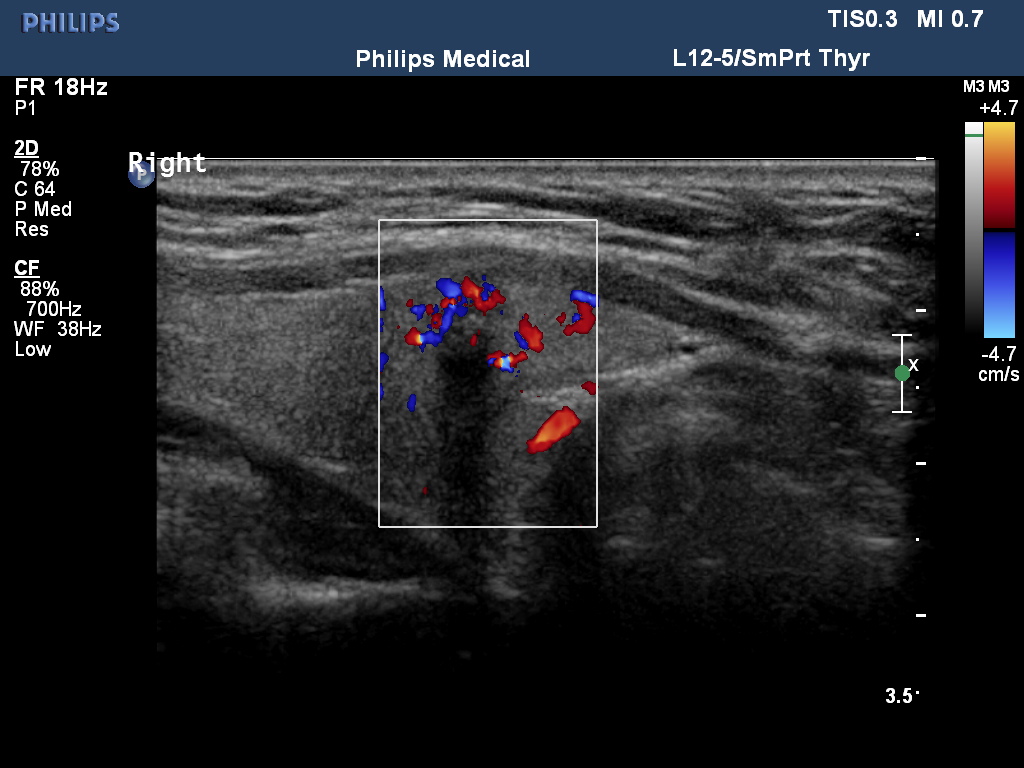 PHILIPS
TIS0.3 MI 0.7
Philips Medical
L12-5/SmPrt Thyr
FR 18Hz
P1
2D
78%
C 64
P Med
Res
CF
88%
700Hz
WF 38Hz
Low
Right
P
M3 M3
+4.7
-4.7
cm/s
x
3.5